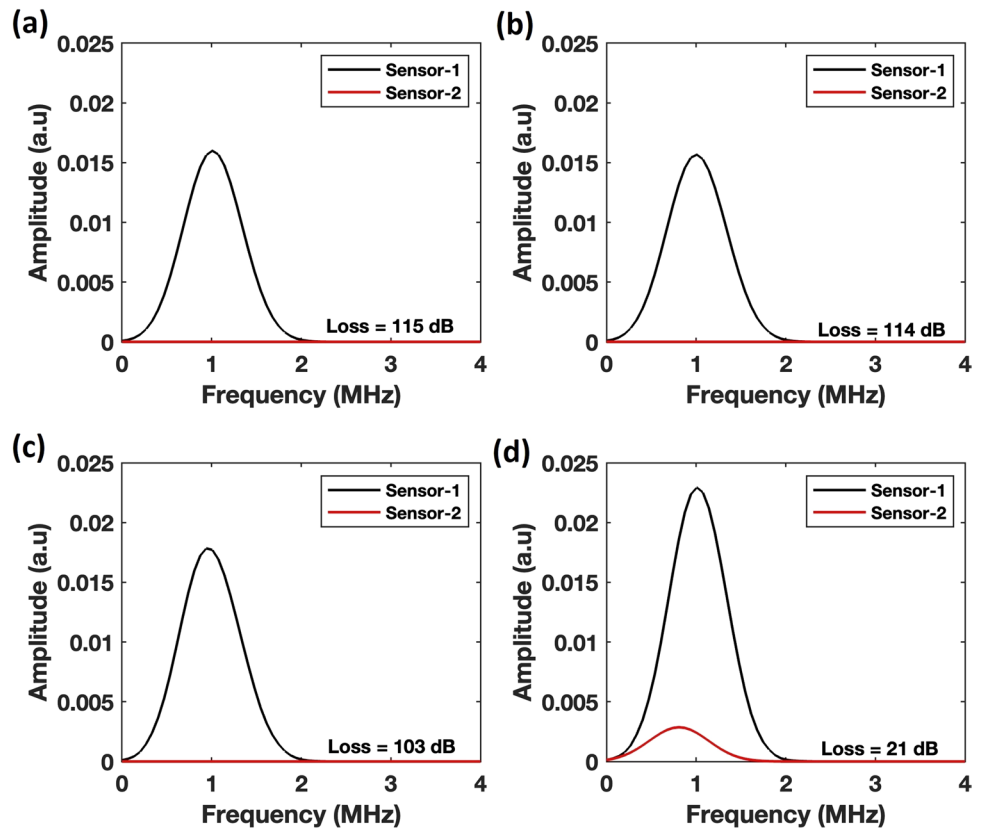 (a)
0.025
0.02
0.015
0.01
0.005
0
Amplitude (a.u)
Sensor-1
Sensor-2
Loss = 115 dB
0 1 2 3 4
Frequency (MHz)
(b)
0.025
0.02
0.015
0.01
0.005
0
Amplitude (a.u)
Sensor-1
Sensor-2
Loss = 114 dB
0 1 2 3 4
Frequency (MHz)
(c)
0.025
0.02
0.015
0.01
0.005
0
Amplitude (a.u)
Sensor-1
Sensor-2
Loss = 103 dB
0 1 2 3 4
Frequency (MHz)
(d)
0.025
0.02
0.015
0.01
0.005
0
Amplitude (a.u)
Sensor-1
Sensor-2
Loss = 21 dB
0 1 2 3 4
Frequency (MHz)